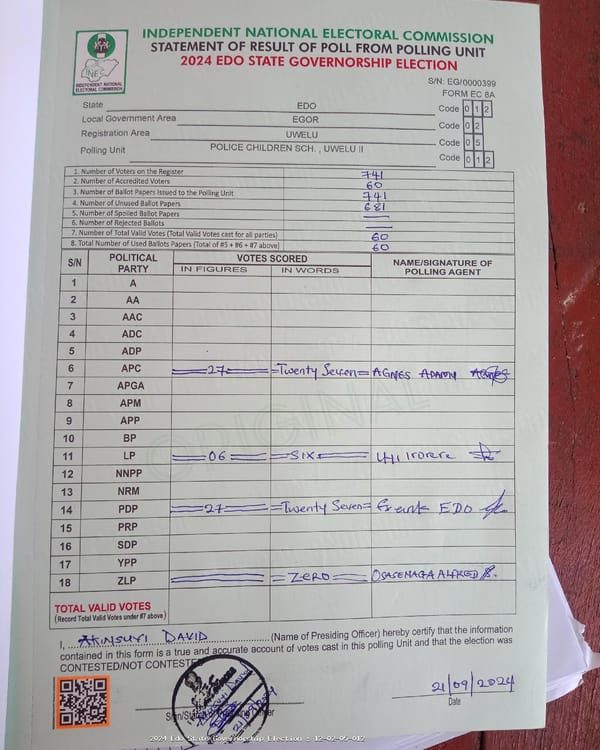 INDEPENDENT NATIONAL ELECTORAL COMMISSION
STATEMENT OF RESULT OF POLL FROM POLLING UNIT
2024 EDO STATE GOVERNORSHIP ELECTION
INEC
INDEPENDENT NATIONAL
ELECTORAL COMMISSION
S/N: EG/0000399
FORM EC 8A
State EDO Code 0 1 2
Local Government Area EGOR Code 0 2
Registration Area UWELU Code 0 5
Polling Unit POLICE CHILDREN SCH. , UWELU II Code 0 1 2
1. Number of Voters on the Register 741
2. Number of Accredited Voters 60
3. Number of Ballot Papers Issued to the Polling Unit 741
4. Number of Unused Ballot Papers 681
5. Number of Spoiled Ballot Papers
6. Number of Rejected Ballots
7. Number of Total Valid Votes (Total Valid Votes cast for all parties) 60
8. Total Number of Used Ballots Papers (Total of #5 + #6 + #7 above) 60
S/N POLITICAL PARTY VOTES SCORED NAME/SIGNATURE OF POLLING AGENT
IN FIGURES IN WORDS
1 A
2 AA
3 AAC
4 ADC
5 ADP
6 APC 27 Twenty Seven AGNES
7 APGA
8 APM
9 APP
10 BP
11 LP 06 SIX
12 NNPP
13 NRM
14 PDP 27 Twenty Seven EDO
15 PRP
16 SDP
17 YPP
18 ZLP ZERO OSASENAGA ALFRED
ORIGINAL
TOTAL VALID VOTES
(Record Total Valid Votes under #7 above)
I, AKINSUYI DAVID (Name of Presiding Officer) hereby certify that the information
contained in this form is a true and accurate account of votes cast in this polling Unit and that the election was
CONTESTED/NOT CONTESTED
21/09/2024
Date
2024 Edo State Governorship Election : 12-02-05-012